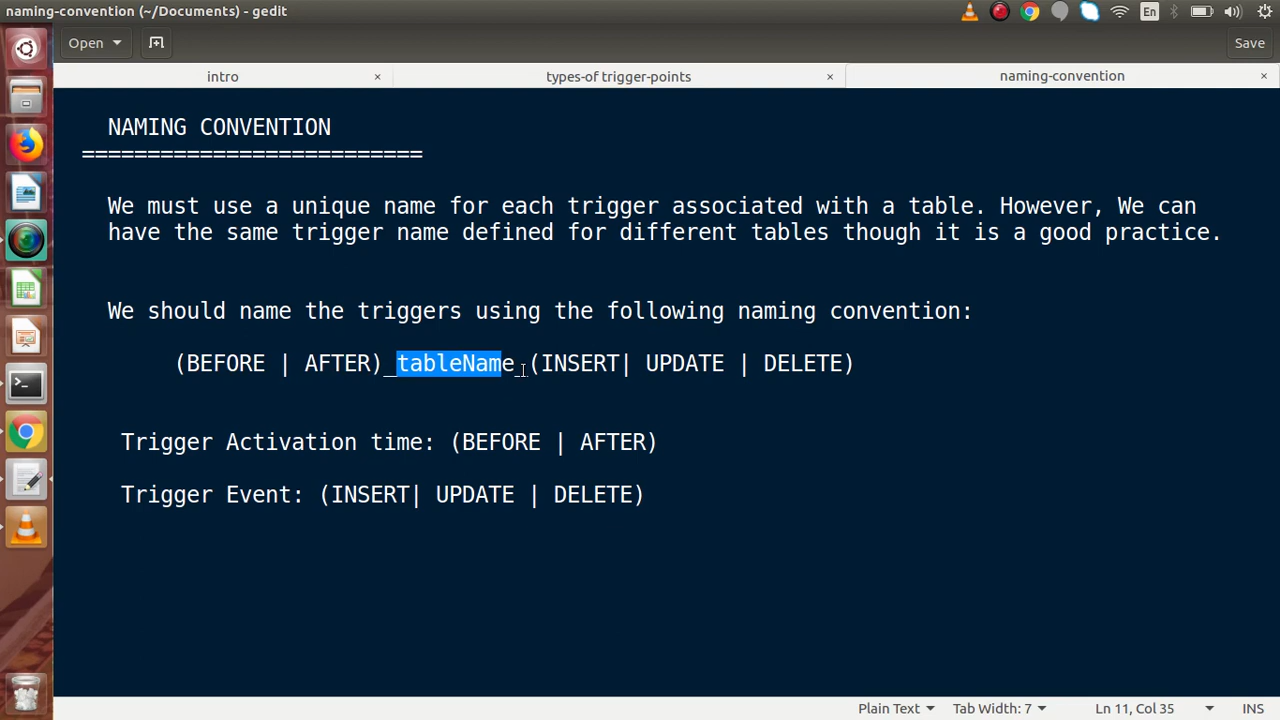 naming-convention (~/Documents) - gedit
En
Open
Save
intro × types-of trigger-points × naming-convention ×
NAMING CONVENTION
==========================
We must use a unique name for each trigger associated with a table. However, We can
have the same trigger name defined for different tables though it is a good practice.
We should name the triggers using the following naming convention:
(BEFORE | AFTER)_tableName_(INSERT| UPDATE | DELETE)
Trigger Activation time: (BEFORE | AFTER)
Trigger Event: (INSERT| UPDATE | DELETE)
Plain Text Tab Width: 7 Ln 11, Col 35 INS